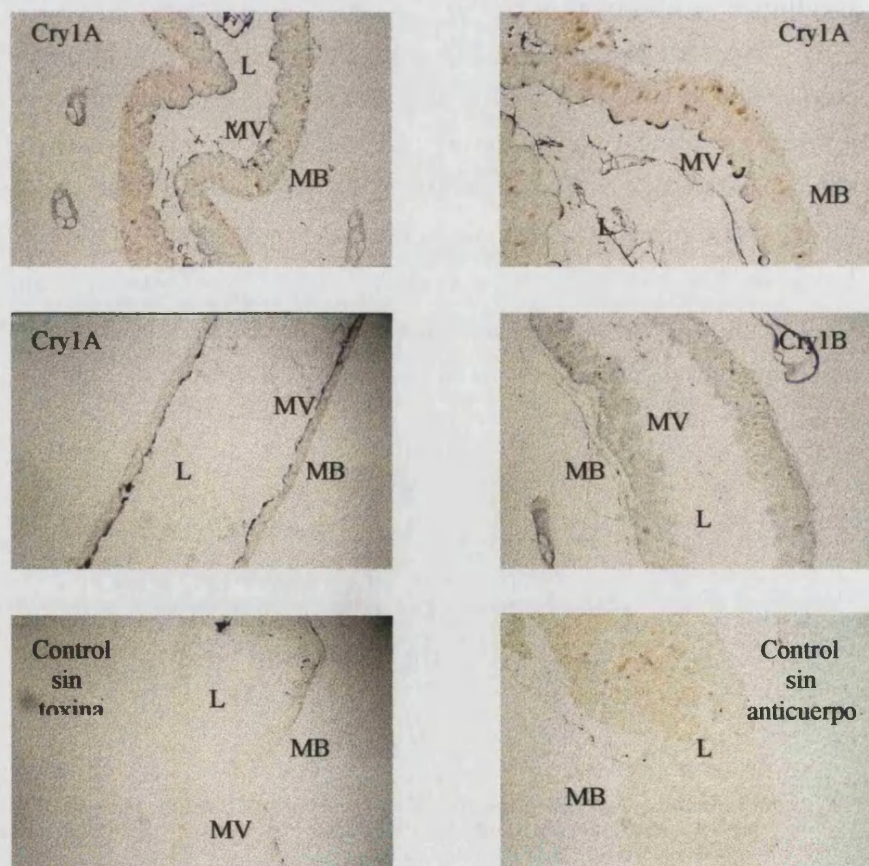 Cry1A
L
MV
MB
Cry1A
MV
MB
L
Cry1A
MV
L
MB
Cry1B
MV
MB
L
Control
sin
toxina
L
MB
MV
Control
sin
anticuerpo
L
MB